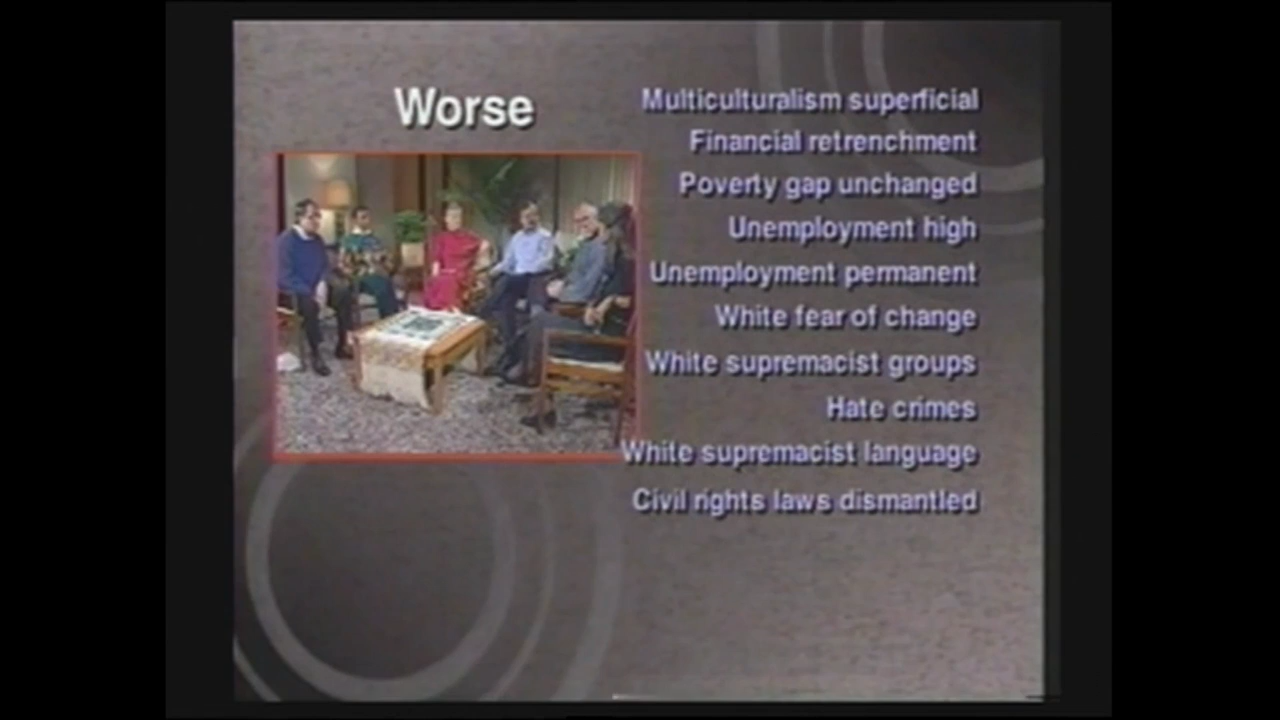 Worse
Multiculturalism superficial
Financial retrenchment
Poverty gap unchanged
Unemployment high
Unemployment permanent
White fear of change
White supremacist groups
Hate crimes
White supremacist language
Civil rights laws dismantled